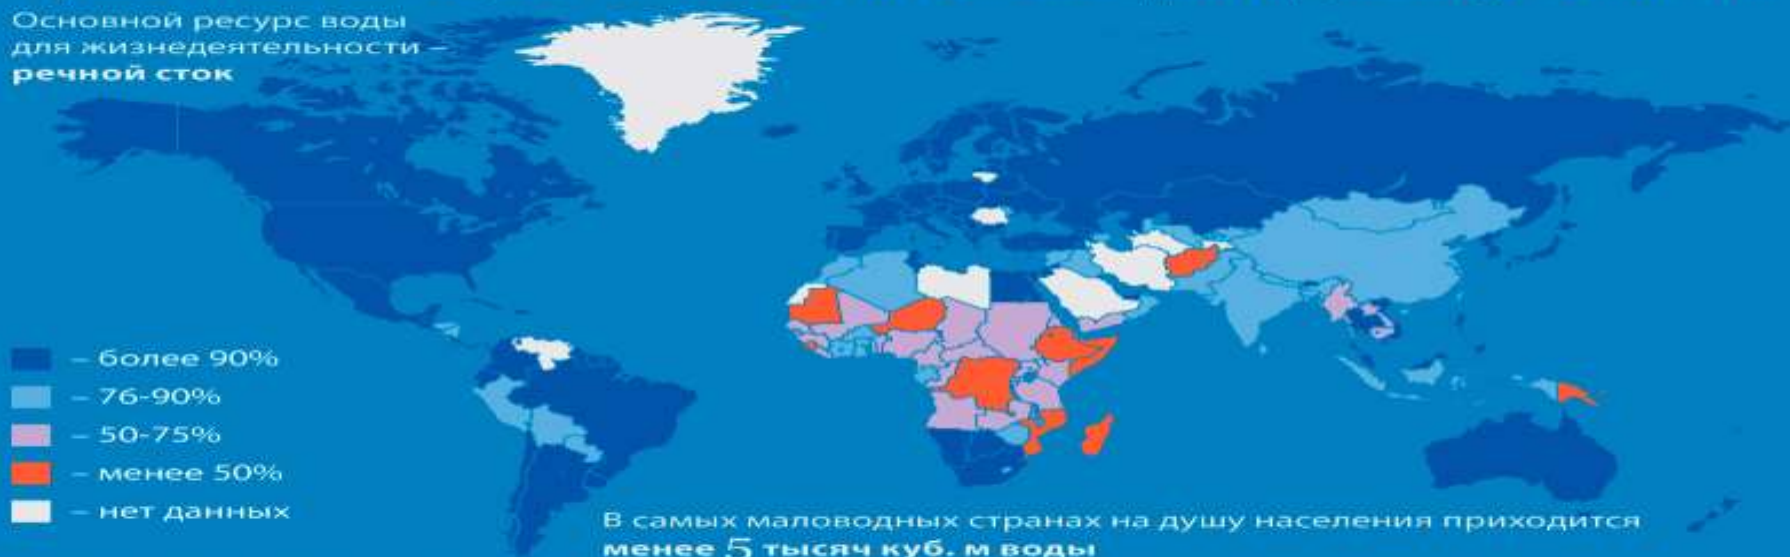 Основной ресурс воды
для жизнедеятельности –
речной сток
– более 90%
– 76-90%
– 50-75%
– менее 50%
– нет данных
В самых маловодных странах на душу населения приходится
менее 5 тысяч куб. м воды